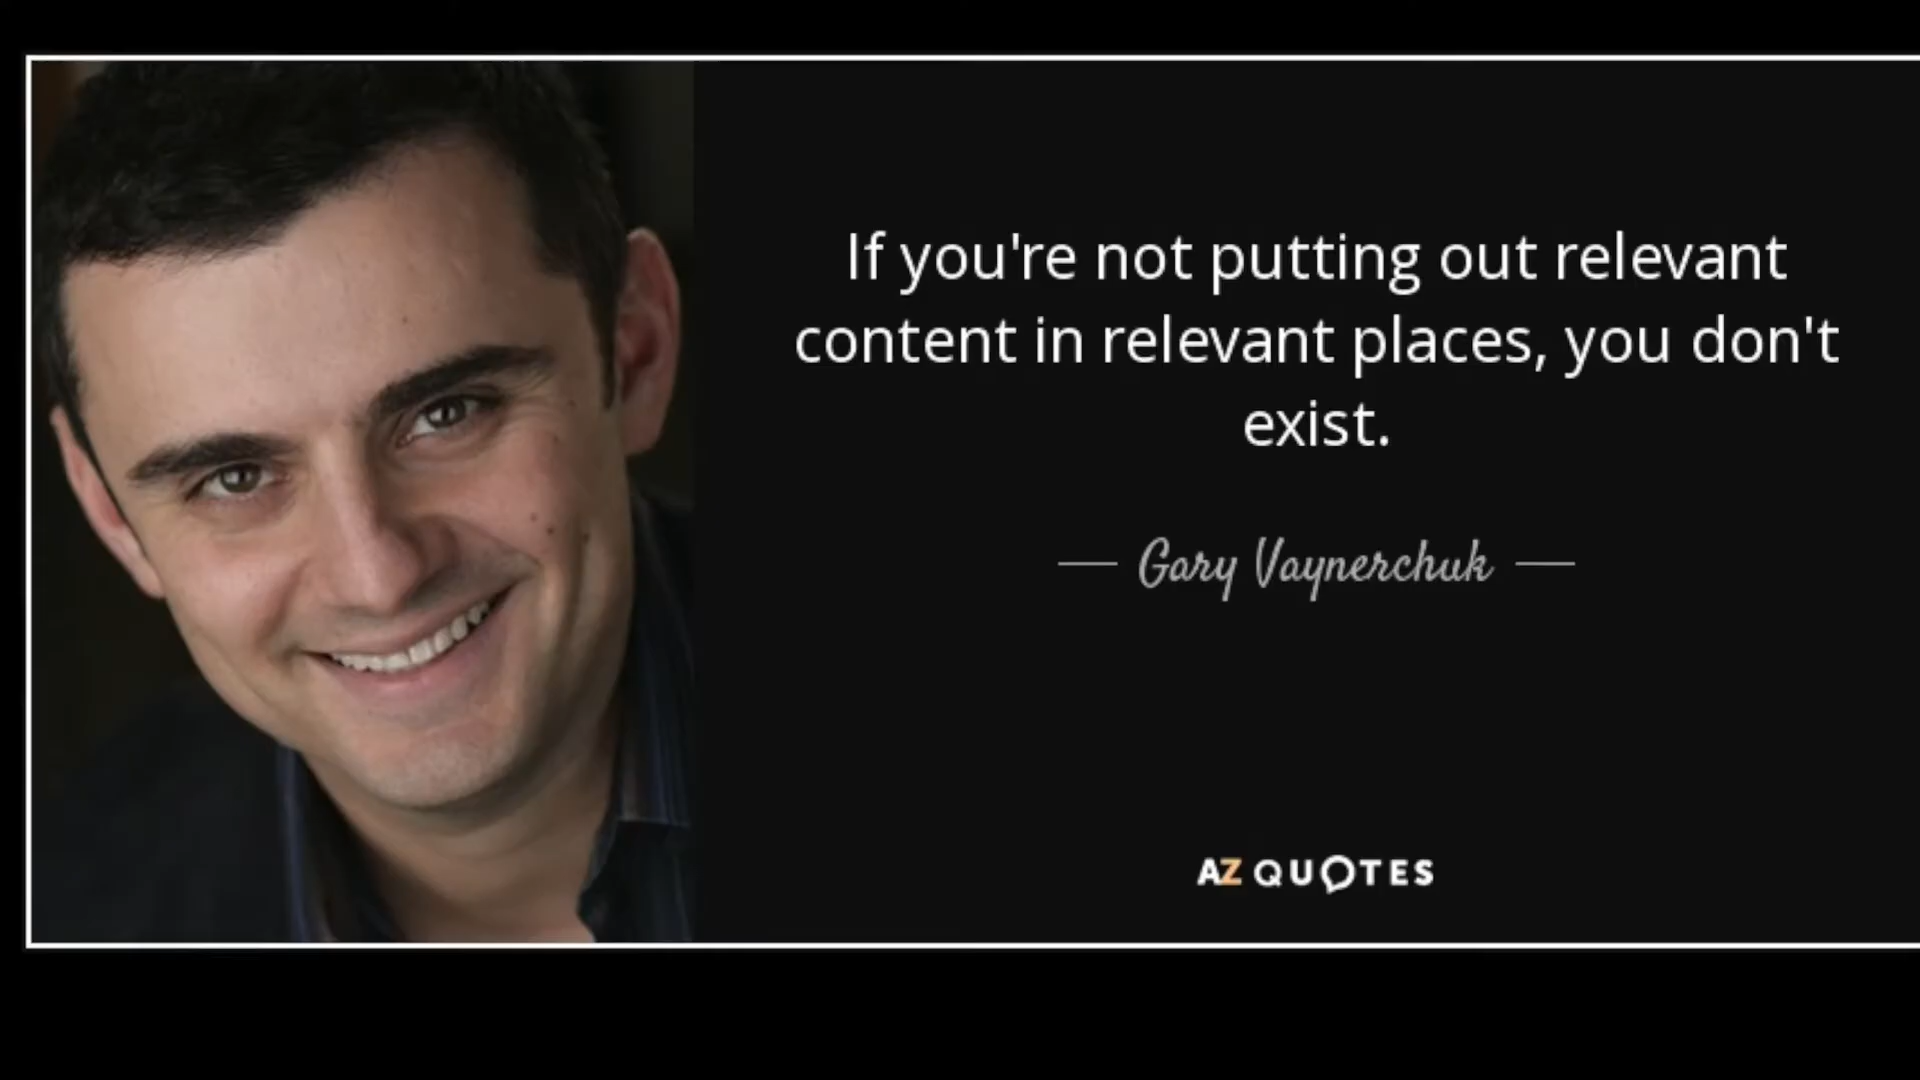 If you're not putting out relevant
content in relevant places, you don't
exist.
— Gary Vaynerchuk —
AZ QUOTES